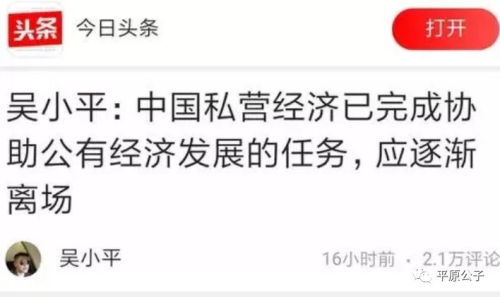 头条
今日头条
打开
吴小平：中国私营经济已完成协
助公有经济发展的任务，应逐渐
离场
吴小平
16小时前 · 2.1万评论
平原公子